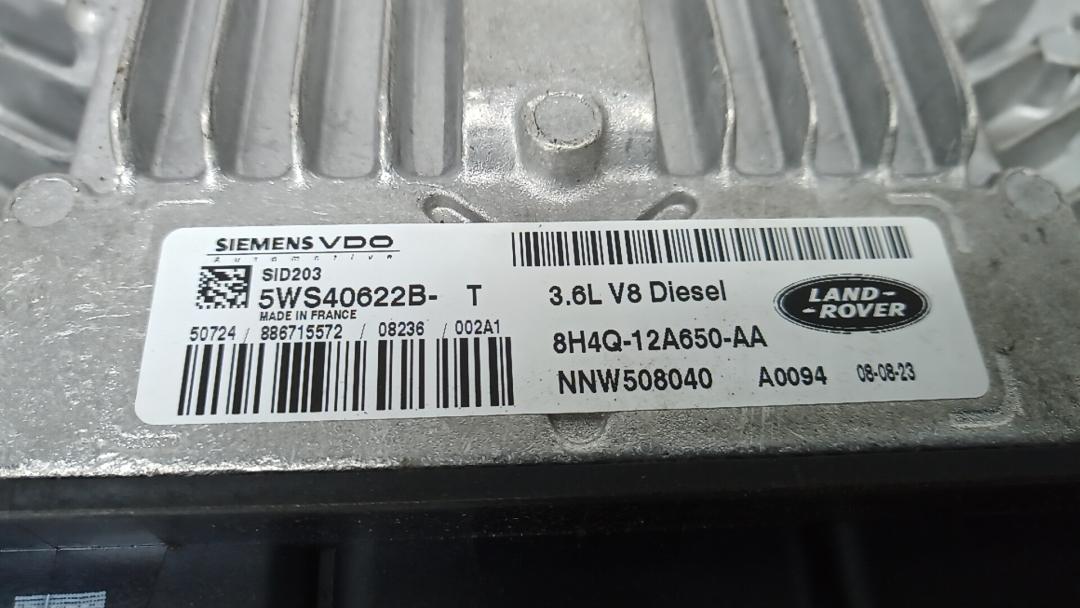 SIEMENS VDO
Automotive
SID203
5WS40622B- T
MADE IN FRANCE
50724 / 886715572 / 08236 / 002A1
3.6L V8 Diesel
LAND-
-ROVER
8H4Q-12A650-AA
NNW508040 A0094 08-08-23